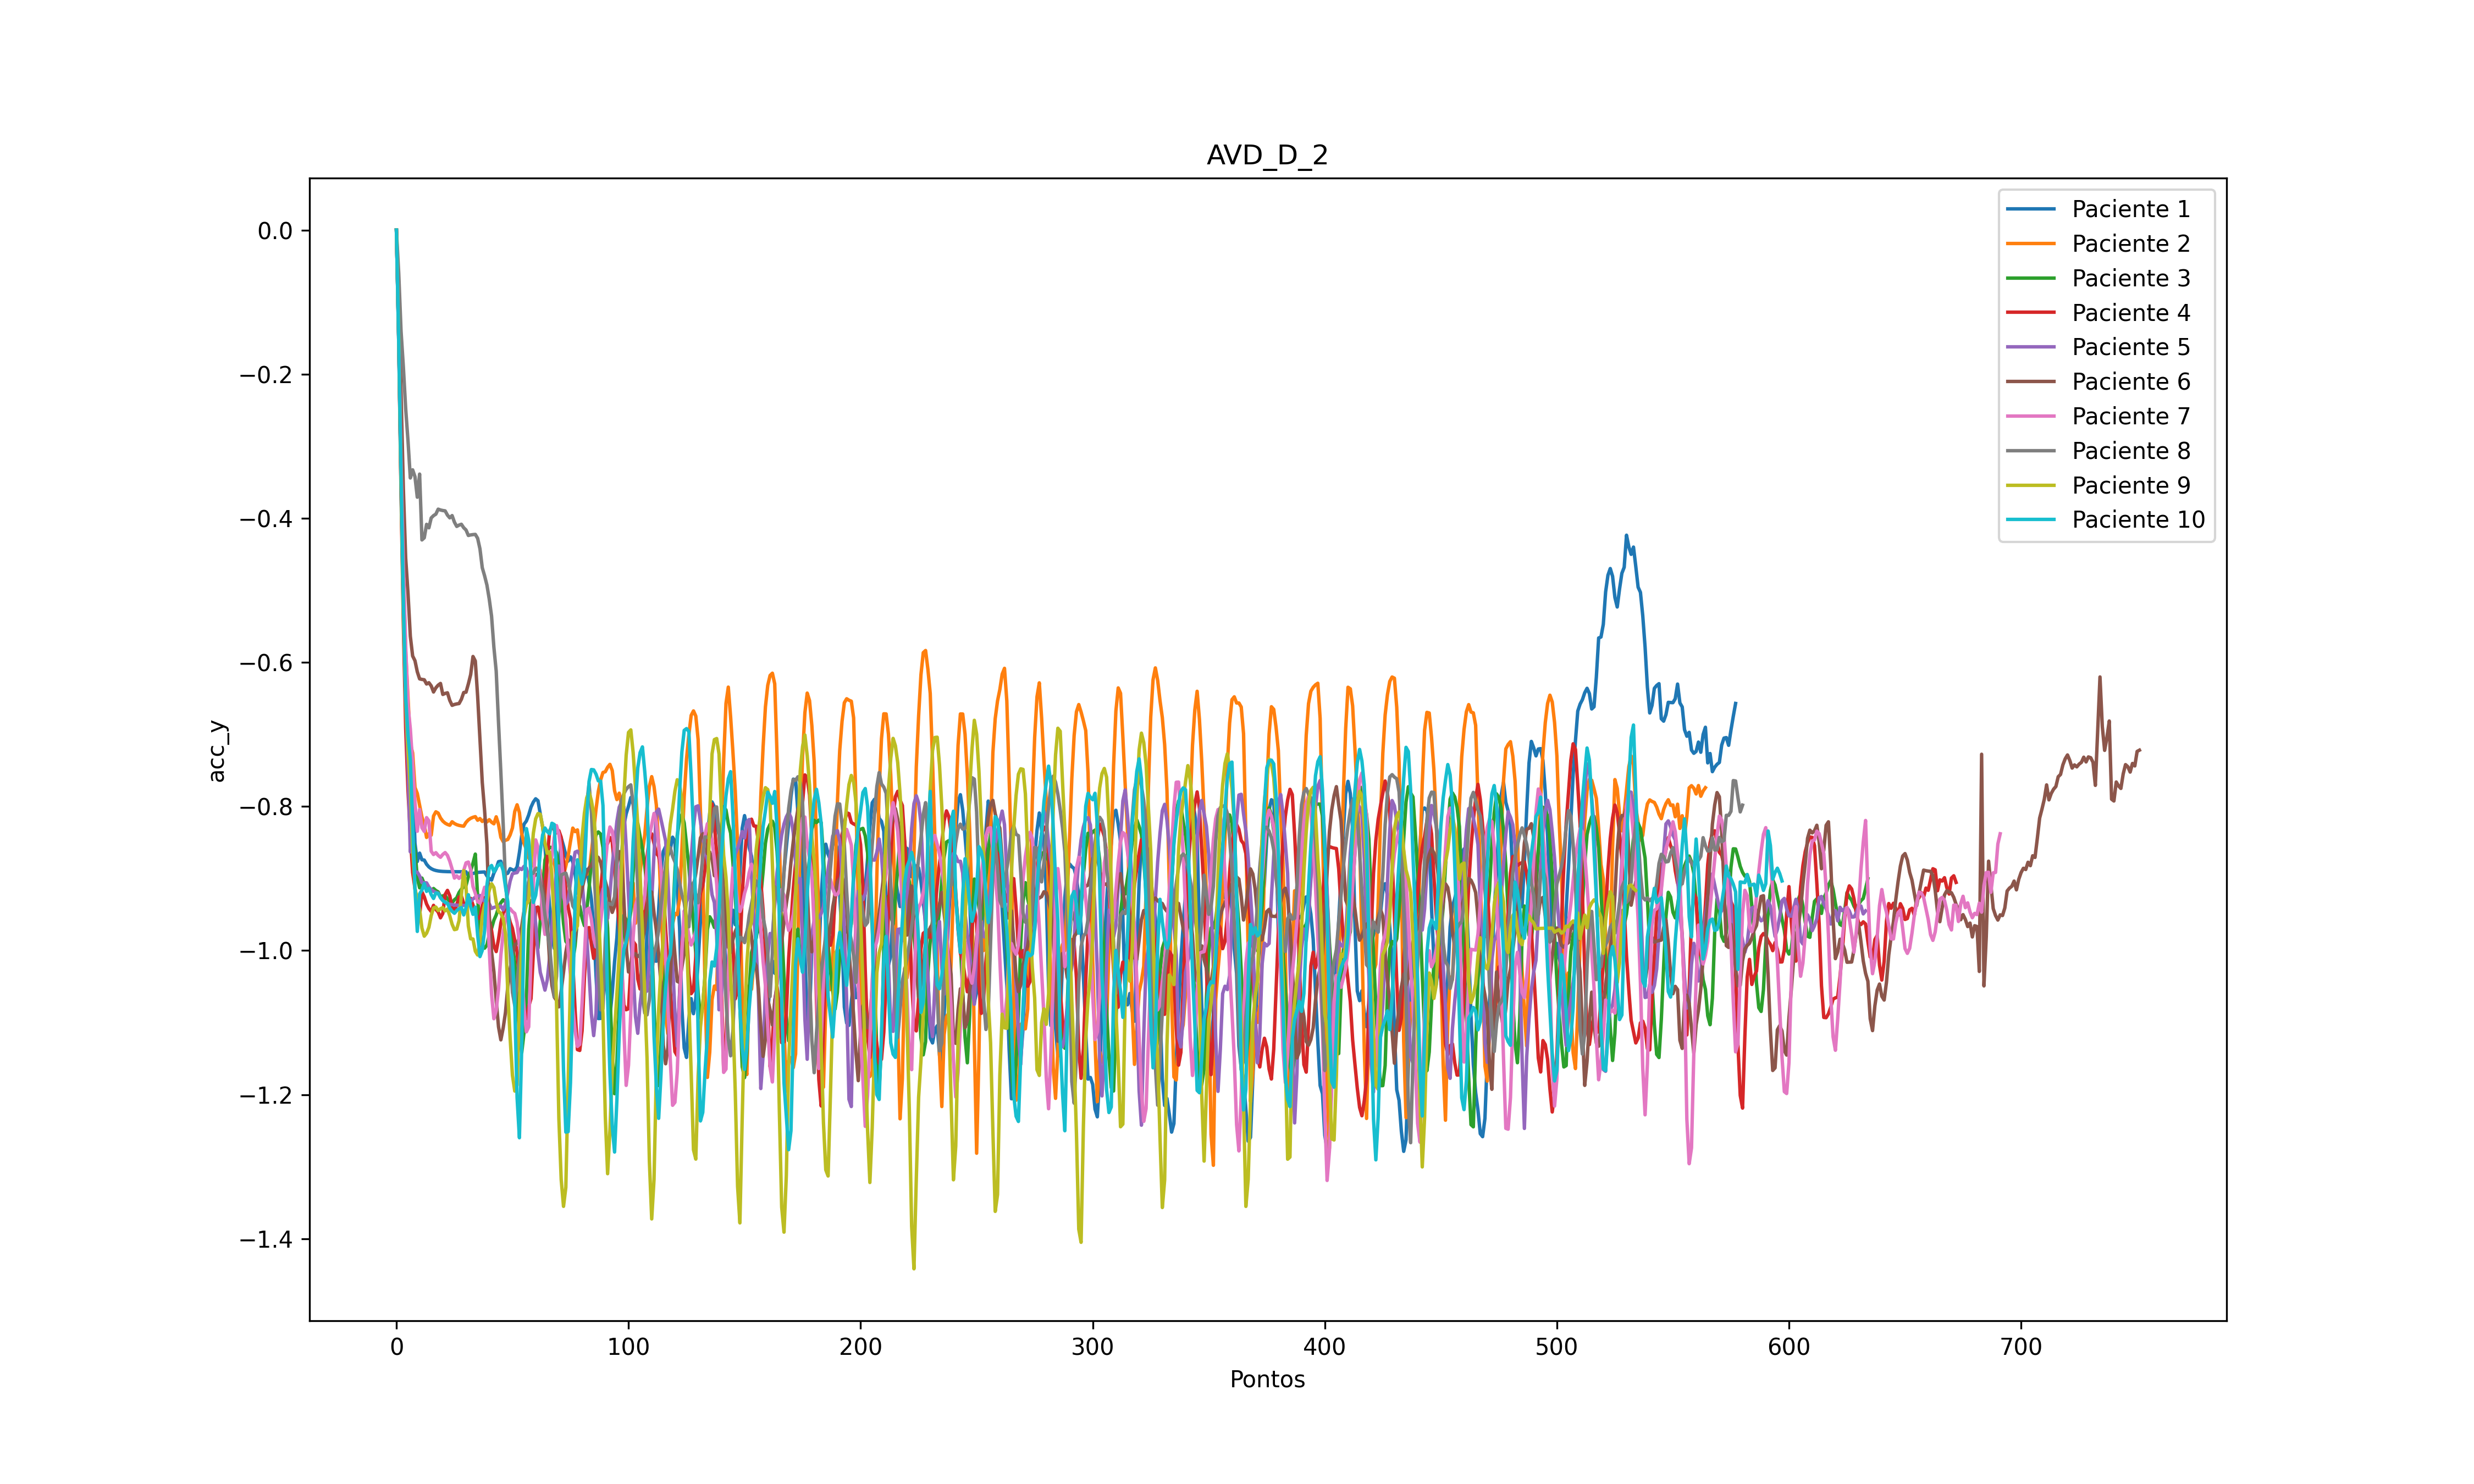 AVD_D_2
Paciente 1
Paciente 2
Paciente 3
Paciente 4
Paciente 5
Paciente 6
Paciente 7
Paciente 8
Paciente 9
Paciente 10
acc_y
0.0
−0.2
−0.4
−0.6
−0.8
−1.0
−1.2
−1.4
0 100 200 300 400 500 600 700
Pontos